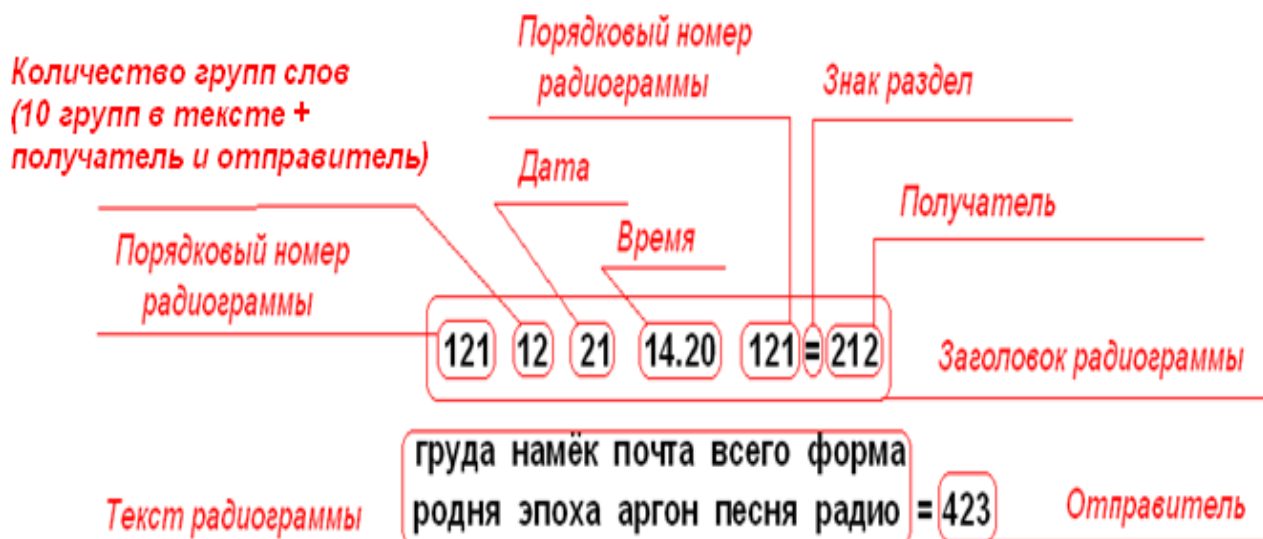 Порядковый номер
радиограммы
Знак раздел
Количество групп слов
(10 групп в тексте +
получатель и отправитель)
Дата
Получатель
Время
Порядковый номер
радиограммы
121 12 21 14.20 121 = 212
Заголовок радиограммы
груда намёк почта всего форма
родня эпоха аргон песня радио = 423
Текст радиограммы
Отправитель